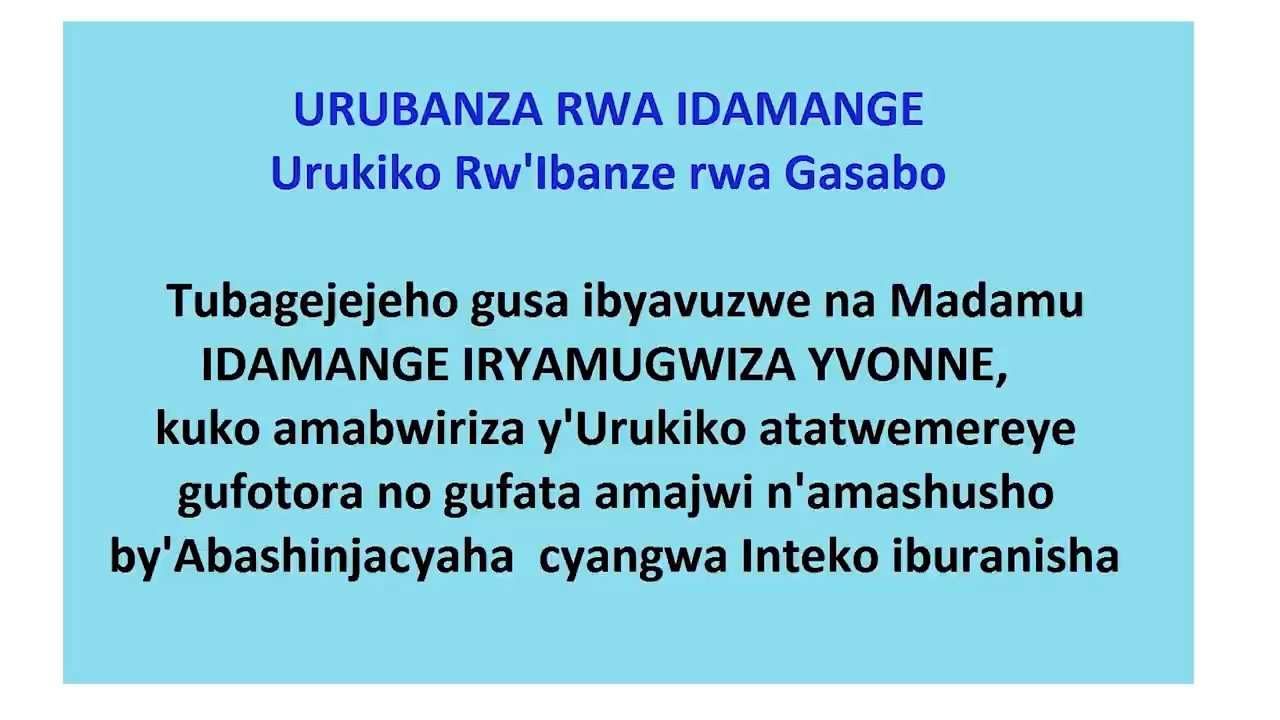 URUBANZA RWA IDAMANGE
Urukiko Rw'Ibanze rwa Gasabo
Tubagejejeho gusa ibyavuzwe na Madamu
IDAMANGE IRYAMUGWIZA YVONNE,
kuko amabwiriza y'Urukiko atatwemereye
gufotora no gufata amajwi n'amashusho
by'Abashinjacyaha cyangwa Inteko iburanisha